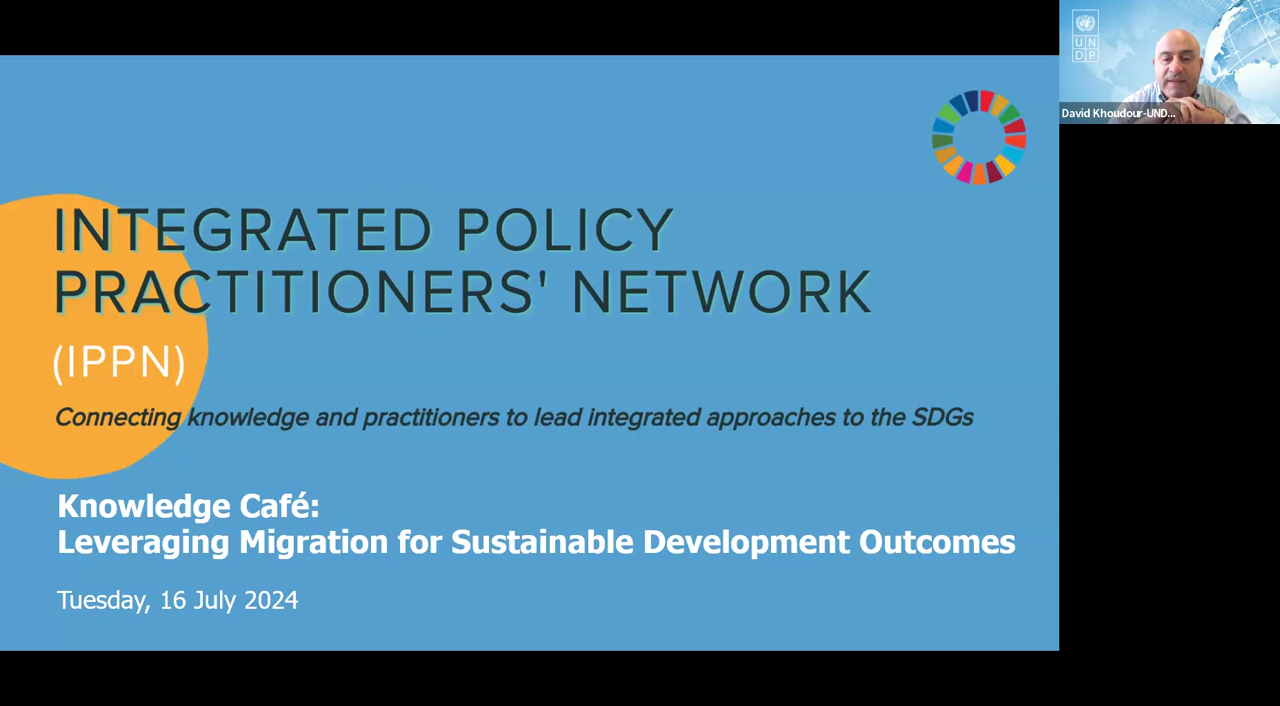 INTEGRATED POLICY
PRACTITIONERS' NETWORK
(IPPN)
Connecting knowledge and practitioners to lead integrated approaches to the SDGs
Knowledge Café:
Leveraging Migration for Sustainable Development Outcomes
Tuesday, 16 July 2024
U N
D P
David Khoudour-UND...